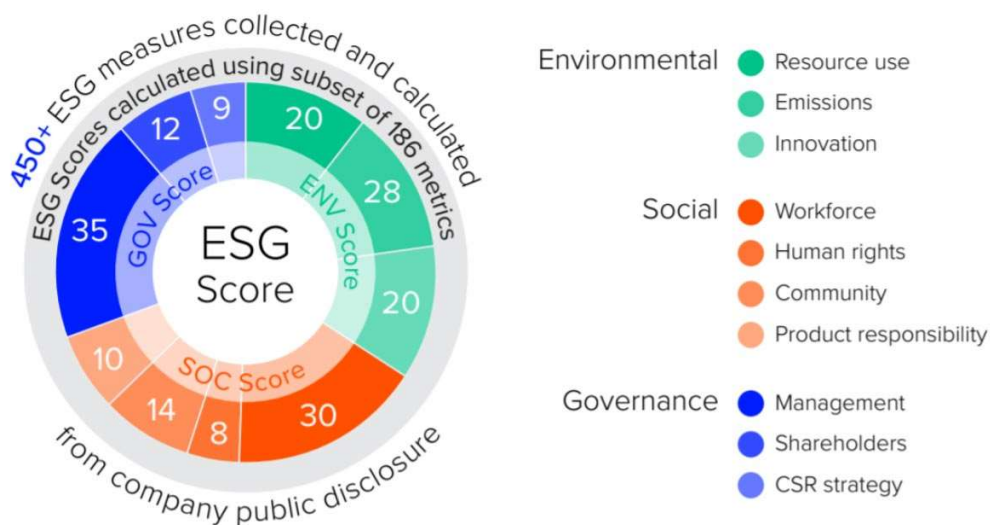 450+ ESG measures collected and calculated
from company public disclosure
ESG Scores calculated using subset of 186 metrics
ENV Score
20
28
20
SOC Score
30
8
14
10
GOV Score
35
12
9
ESG
Score
Environmental
Resource use
Emissions
Innovation
Social
Workforce
Human rights
Community
Product responsibility
Governance
Management
Shareholders
CSR strategy